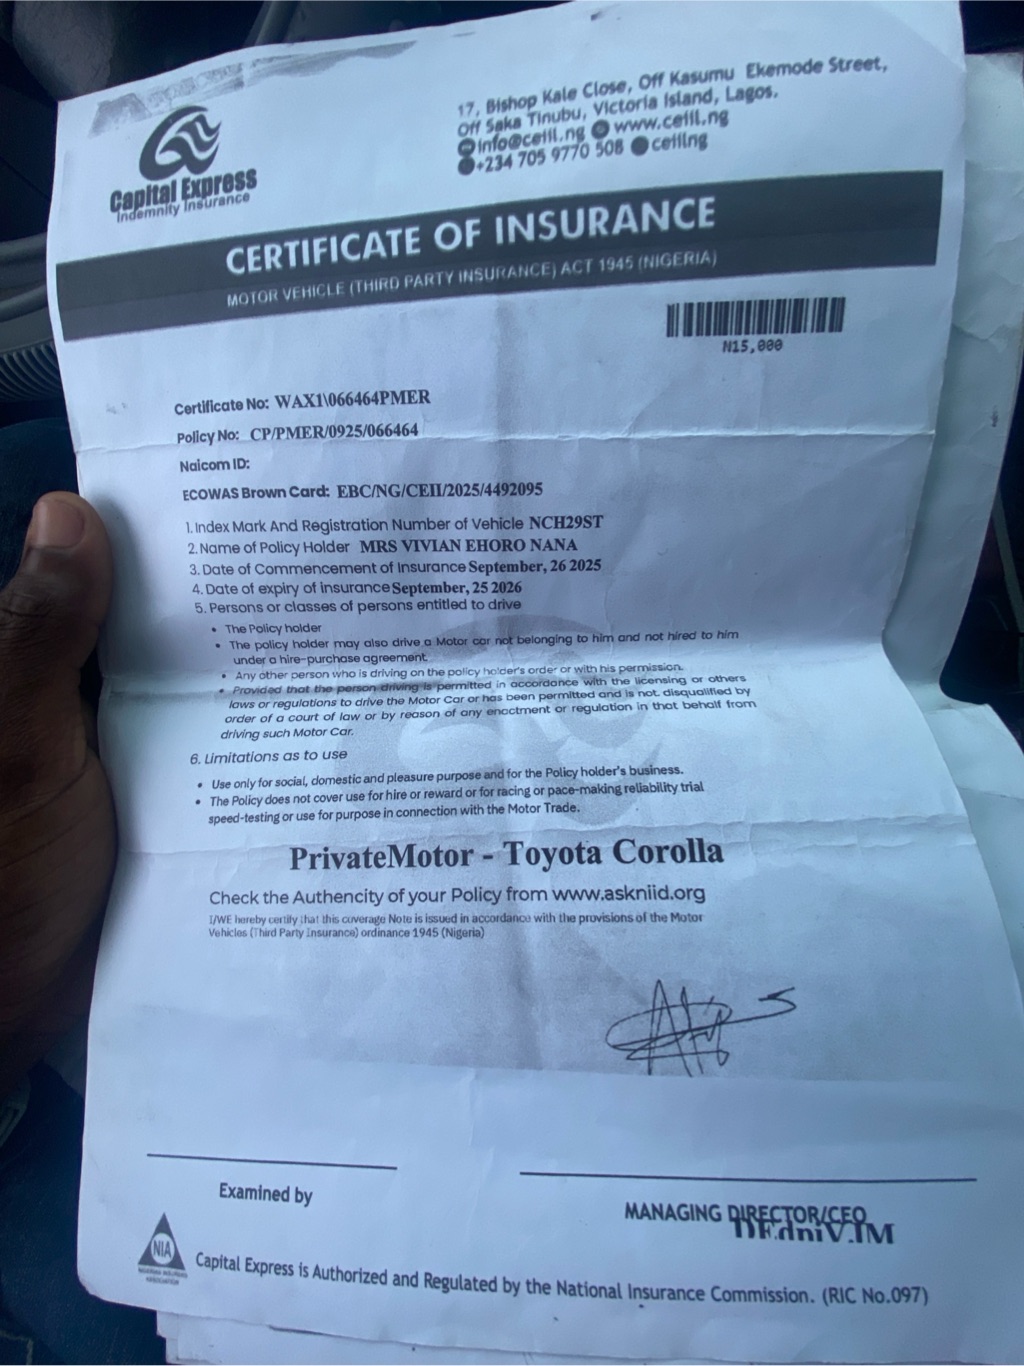 17, Bishop Kale Close, Off Kasumu Ekemode Street,
Off Saka Tinubu, Victoria Island, Lagos.
info@ceiil.ng www.ceiil.ng
+234 705 9770 508 ceiilng
Capital Express
Indemnity Insurance
CERTIFICATE OF INSURANCE
MOTOR VEHICLE (THIRD PARTY INSURANCE) ACT 1945 (NIGERIA)
N15,000
Certificate No: WAX1\066464PMER
Policy No: CP/PMER/0925/066464
Naicom ID:
ECOWAS Brown Card: EBC/NG/CEII/2025/4492095
1. Index Mark And Registration Number of Vehicle NCH29ST
2. Name of Policy Holder MRS VIVIAN EHORO NANA
3. Date of Commencement of Insurance September, 26 2025
4. Date of expiry of insurance September, 25 2026
5. Persons or classes of persons entitled to drive
• The Policy holder
• The policy holder may also drive a Motor car not belonging to him and not hired to him
under a hire-purchase agreement.
• Any other person who is driving on the policy holder's order or with his permission.
• Provided that the person driving is permitted in accordance with the licensing or others
laws or regulations to drive the Motor Car or has been permitted and is not disqualified by
order of a court of law or by reason of any enactment or regulation in that behalf from
driving such Motor Car.
6. Limitations as to use
• Use only for social, domestic and pleasure purpose and for the Policy holder's business.
• The Policy does not cover use for hire or reward or for racing or pace-making reliability trial
speed-testing or use for purpose in connection with the Motor Trade.
PrivateMotor - Toyota Corolla
Check the Authencity of your Policy from www.askniid.org
I/WE hereby certify that this coverage Note is issued in accordance with the provisions of the Motor
Vehicles (Third Party Insurance) ordinance 1945 (Nigeria)
Examined by
MANAGING DIRECTOR/CEO
NIA
Capital Express is Authorized and Regulated by the National Insurance Commission. (RIC No.097)